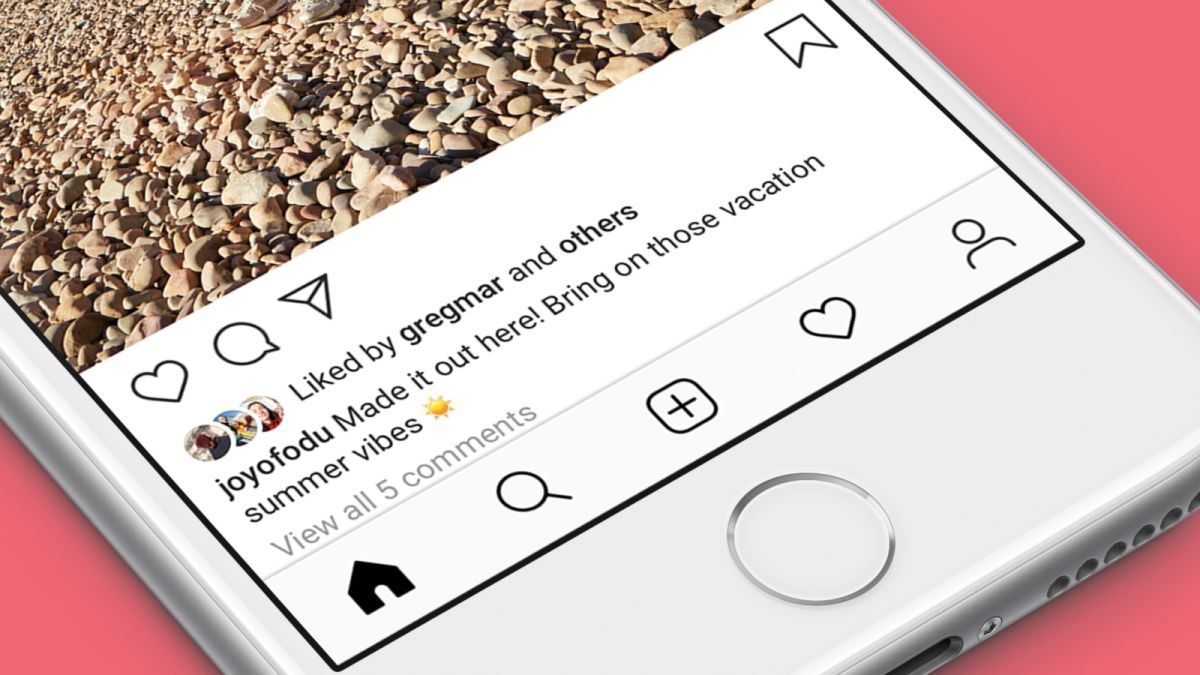 Liked by gregmar and others
joyofodu Made it out here! Bring on those vacation
summer vibes ☀️
View all 5 comments